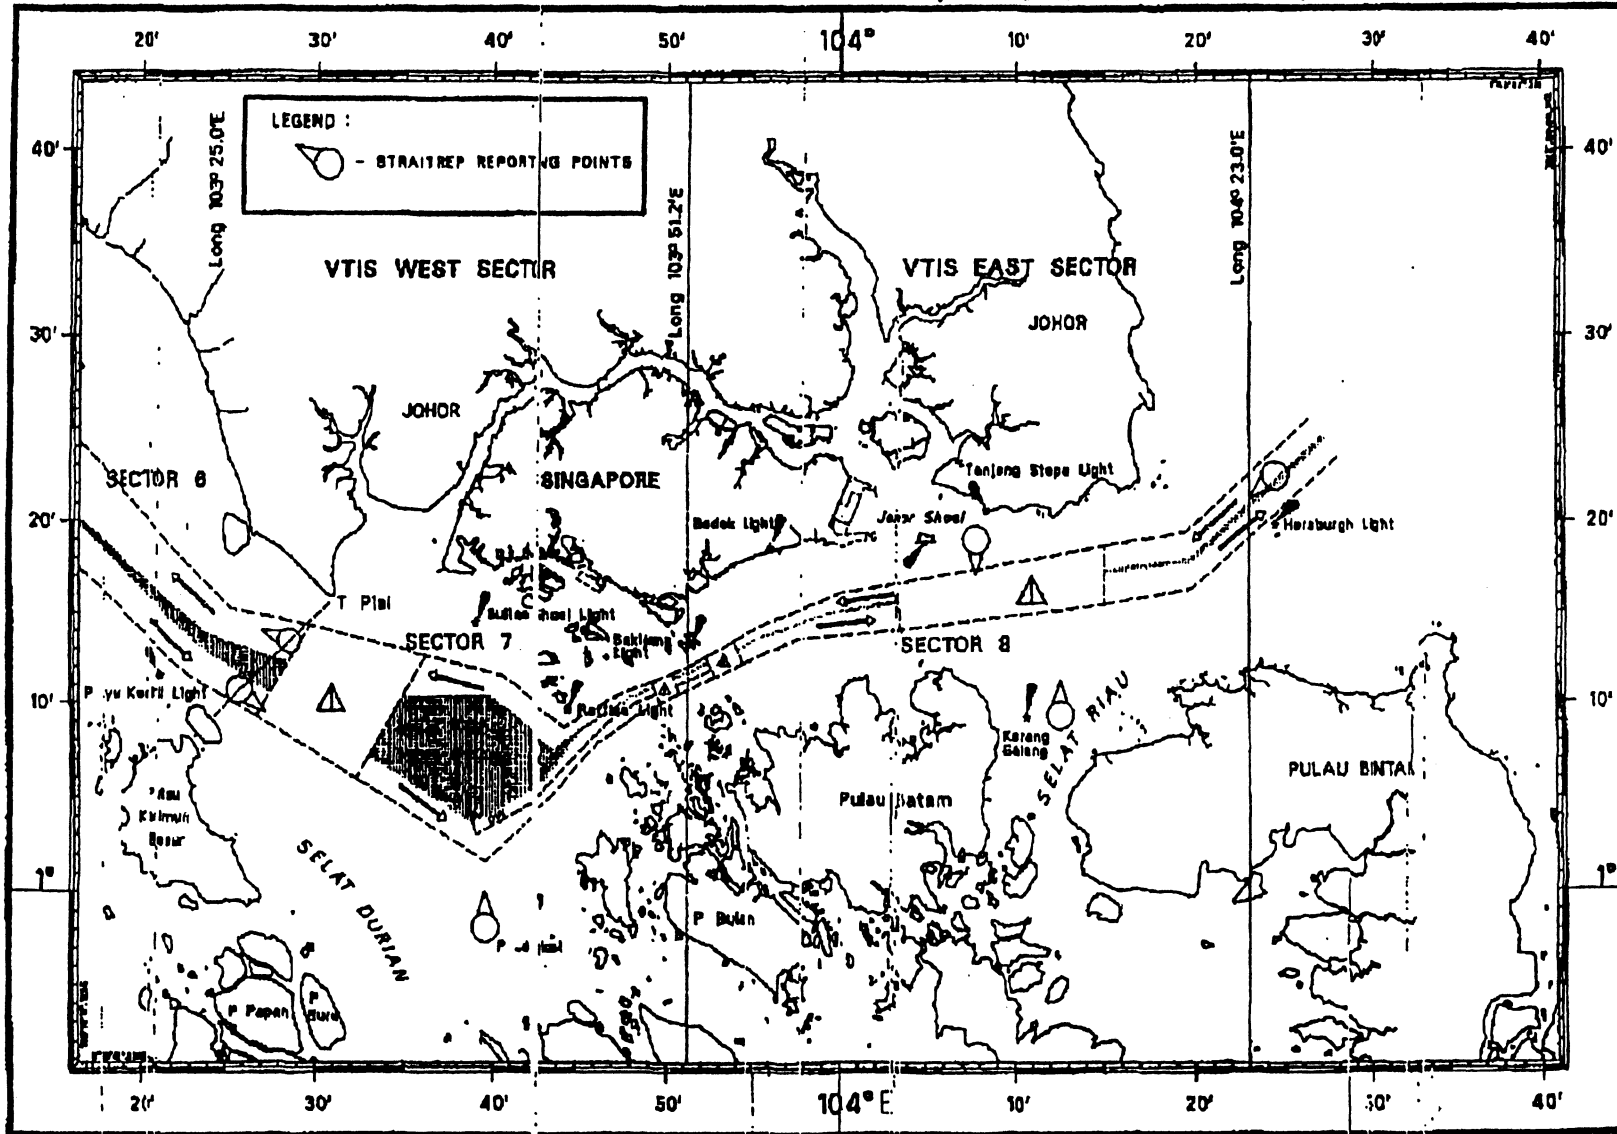 20' 30' 40' 50' 104° 10' 20' 30' 40'
LEGEND :
- STRAITREP REPORTING POINTS
40' 40'
Long 103° 25.0'E
Long 103° 51.2'E
Long 104° 23.0'E
VTIS WEST SECTOR
VTIS EAST SECTOR
JOHOR
30' 30'
JOHOR
SECTOR 6
SINGAPORE
Tanjong Stapa Light
20' 20'
Bedok Light
Johor Shoal
Horsburgh Light
T Piai
Light
SECTOR 7
Light
SECTOR 8
Light
10' 10'
Light
Karang
Galang
SELAT RIAU
PULAU BINTAN
Pulau Batam
SELAT DURIAN
1° 1°
P Bulan
P Papan
P
20' 30' 40' 50' 104° E 10' 20' 30' 40'